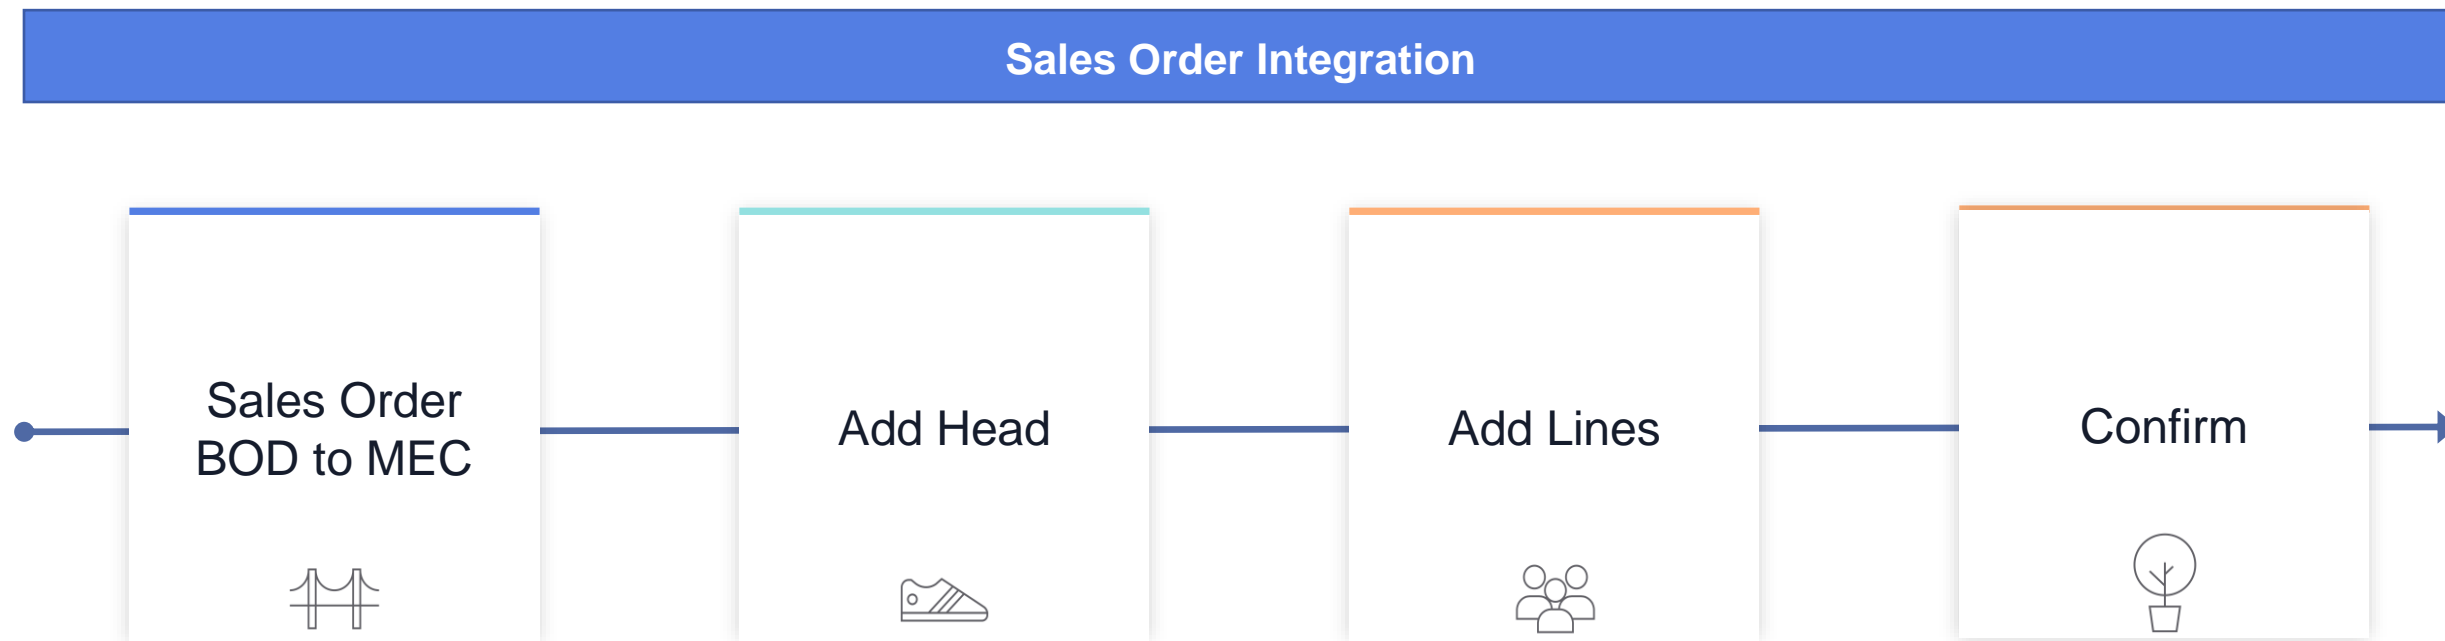 Sales Order Integration
Sales Order
BOD to MEC
Add Head
Add Lines
Confirm